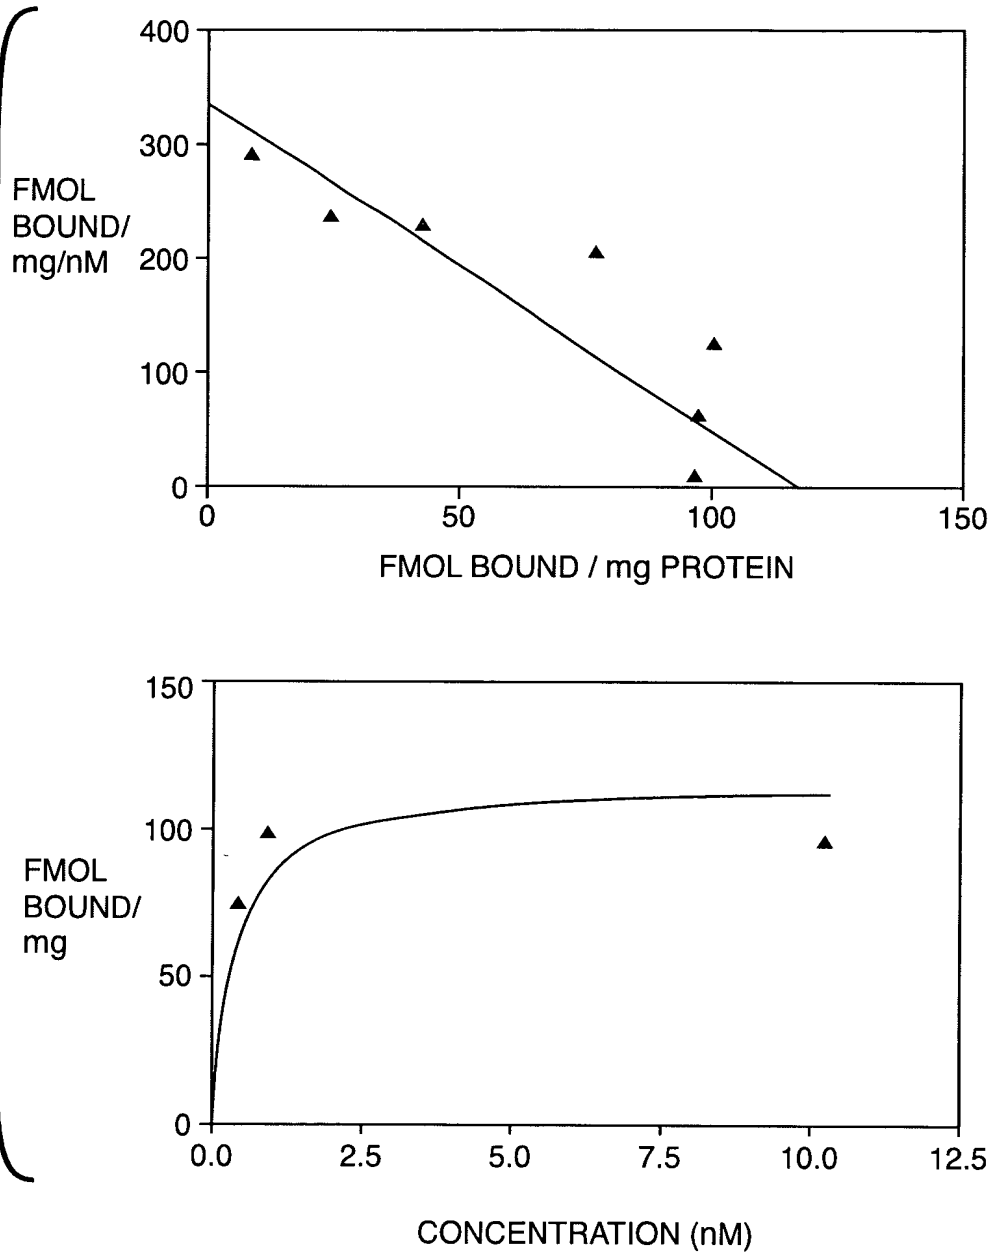 400
300
200
100
0
FMOL
BOUND/
mg/nM
0
50
100
150
FMOL BOUND / mg PROTEIN
150
100
50
0
FMOL
BOUND/
mg
0.0
2.5
5.0
7.5
10.0
12.5
CONCENTRATION (nM)